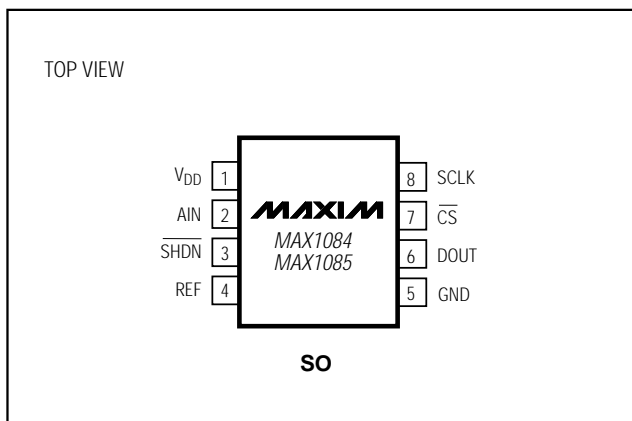 TOP VIEW
VDD 1
AIN 2
SHDN 3
REF 4
MAXIM
MAX1084
MAX1085
8 SCLK
7 CS
6 DOUT
5 GND
SO